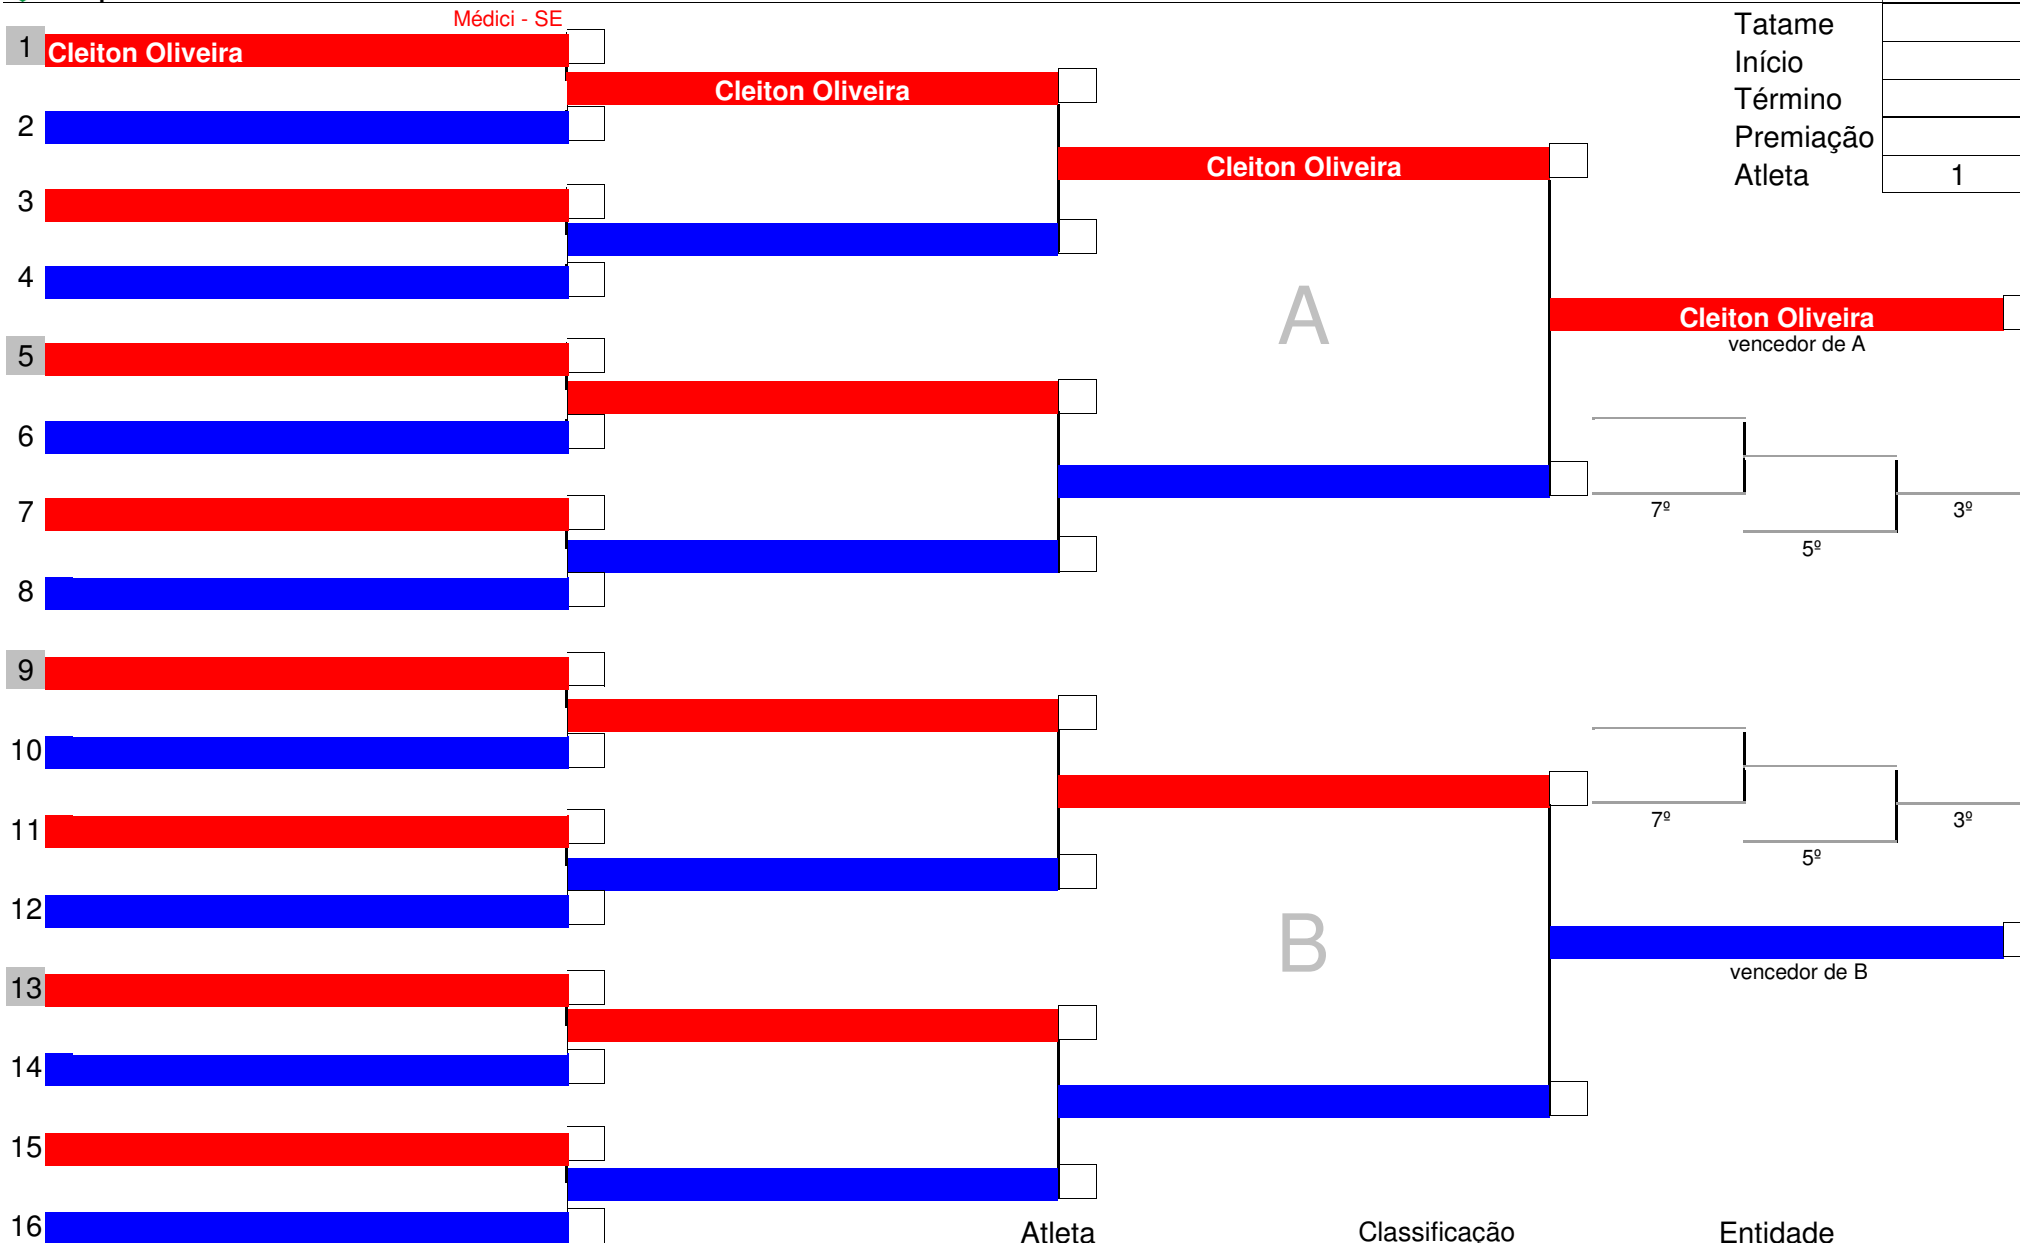 Médici - SE
Tatame
1 Cleiton Oliveira
Início
Cleiton Oliveira
Término
2
Premiação
Cleiton Oliveira
Atleta 1
3
4
A
Cleiton Oliveira
vencedor de A
5
6
7
7º
3º
5º
8
9
10
11
7º
3º
5º
12
B
vencedor de B
13
14
15
16
Atleta Classificação Entidade